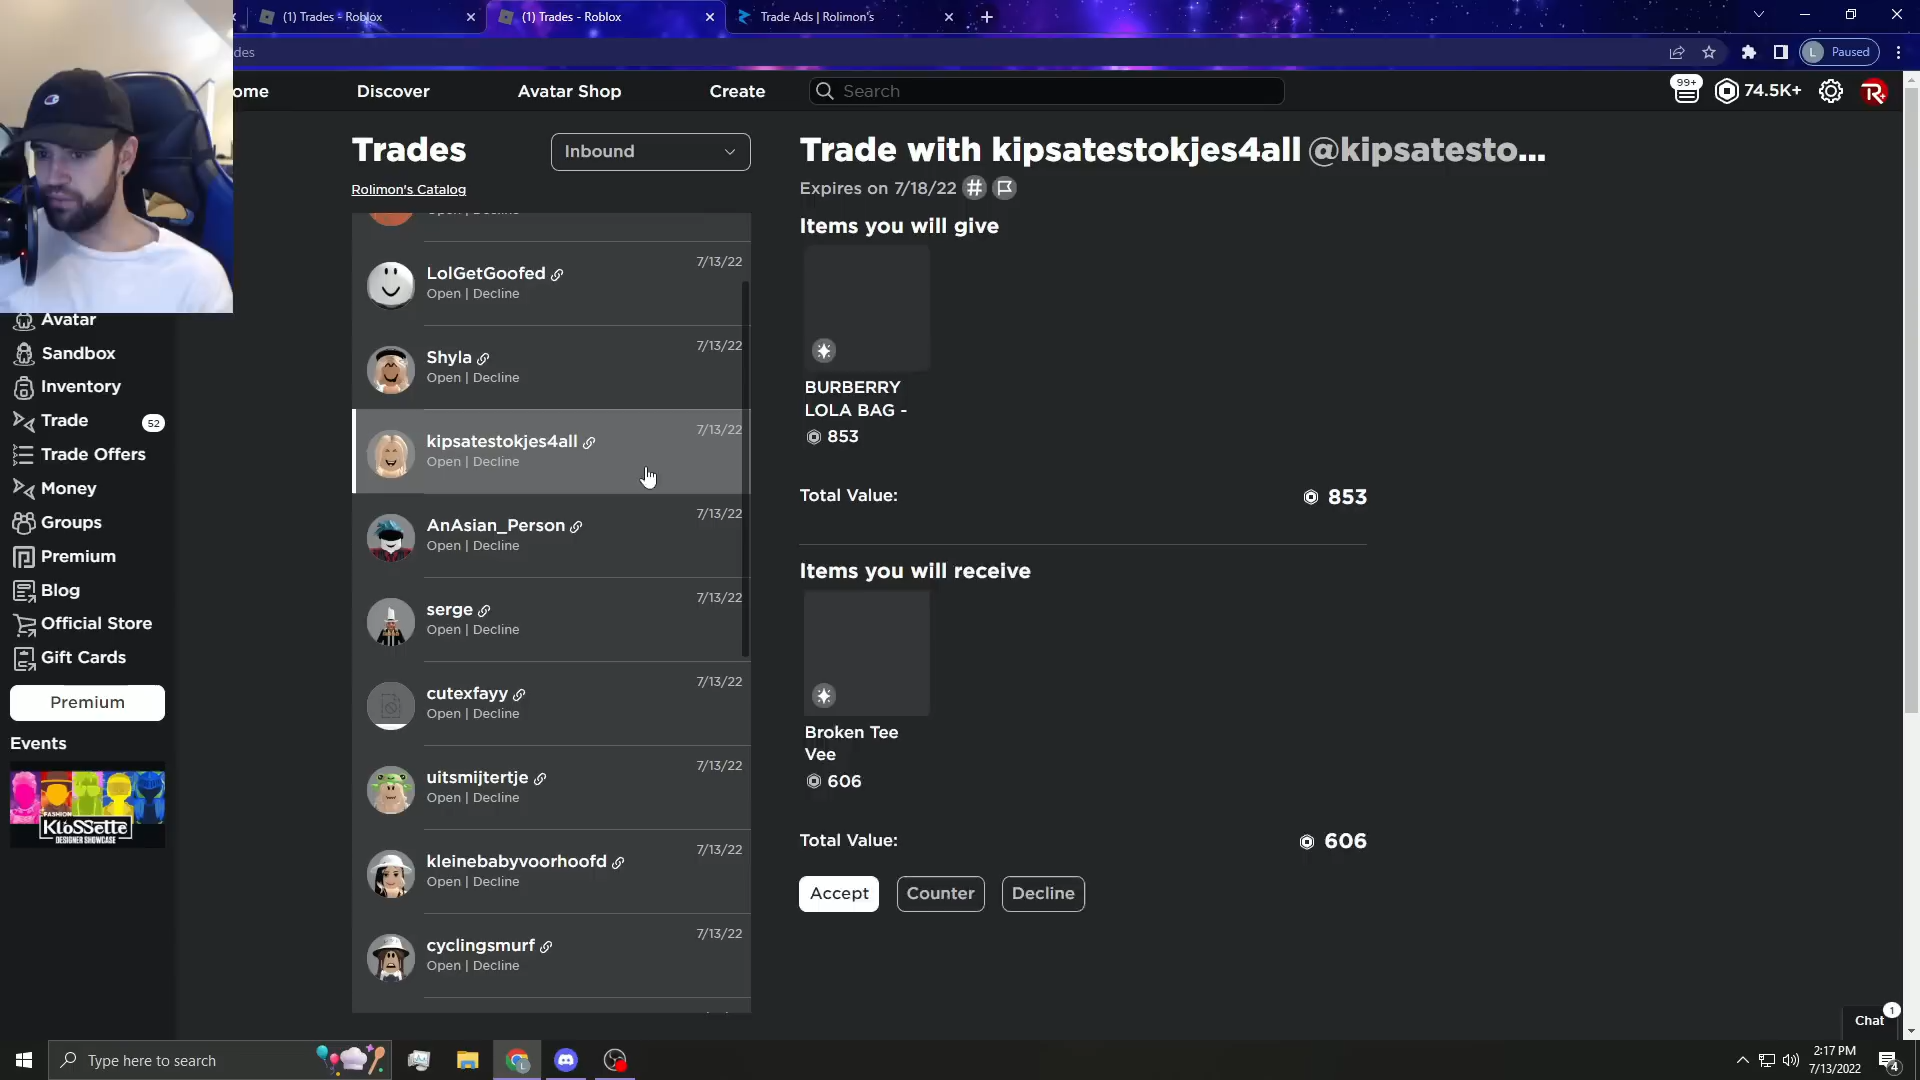 (1) Trades - Roblox
(1) Trades - Roblox
Trade Ads | Rolimon's
des
L Paused
ome
Discover
Avatar Shop
Create
Search
99+
74.5K+
Trades
Inbound
Rolimon's Catalog
Open | Decline
LolGetGoofed
7/13/22
Open | Decline
Shyla
7/13/22
Open | Decline
kipsatestokjes4all
7/13/22
Open | Decline
AnAsian_Person
7/13/22
Open | Decline
serge
7/13/22
Open | Decline
cutexfayy
7/13/22
Open | Decline
uitsmijtertje
7/13/22
Open | Decline
kleinebabyvoorhoofd
7/13/22
Open | Decline
cyclingsmurf
7/13/22
Open | Decline
Trade with kipsatestokjes4all @kipsatesto...
Expires on 7/18/22
Items you will give
BURBERRY
LOLA BAG -
853
Total Value:
853
Items you will receive
Broken Tee
Vee
606
Total Value:
606
Accept
Counter
Decline
Avatar
Sandbox
Inventory
Trade
52
Trade Offers
Money
Groups
Premium
Blog
Official Store
Gift Cards
Premium
Events
FASHION
KloSSette
DESIGNER SHOWCASE
Chat
1
Type here to search
2:17 PM
7/13/2022
4